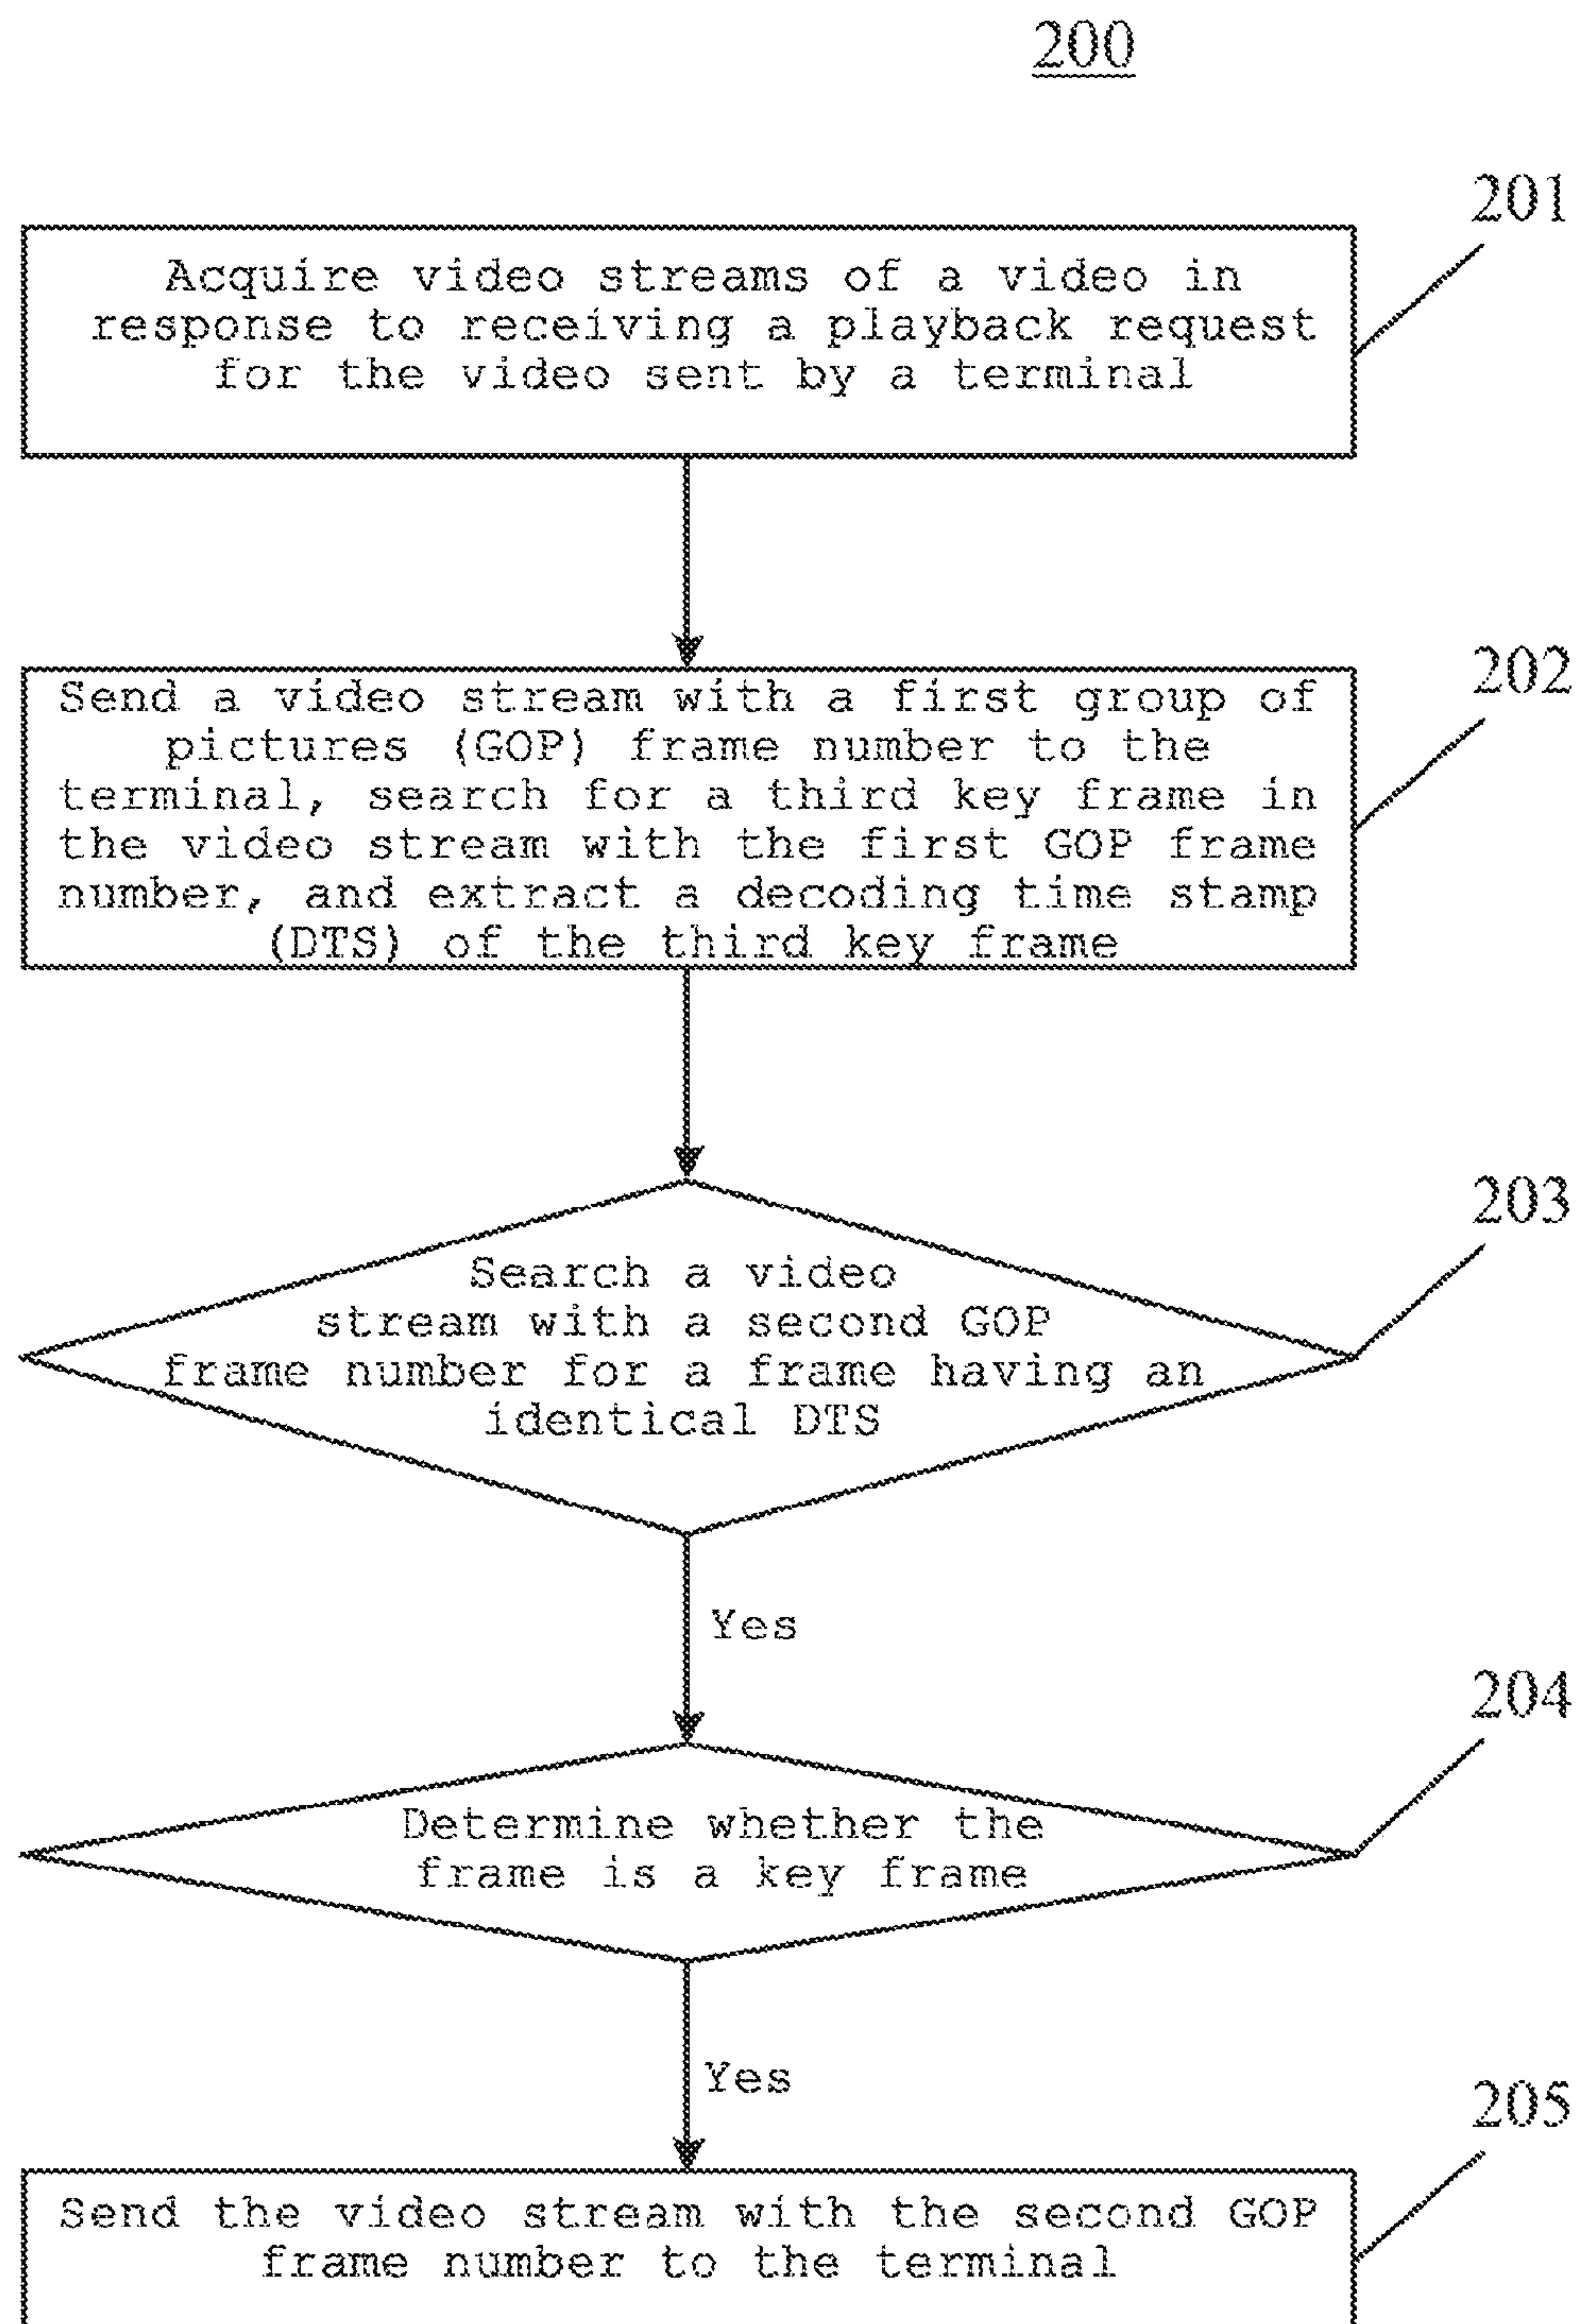 200
201
Acquire video streams of a video in
response to receiving a playback request
for the video sent by a terminal
202
Send a video stream with a first group of
pictures (GOP) frame number to the
terminal, search for a third key frame in
the video stream with the first GOP frame
number, and extract a decoding time stamp
(DTS) of the third key frame
203
Search a video
stream with a second GOP
frame number for a frame having an
identical DTS
Yes
204
Determine whether the
frame is a key frame
Yes
205
Send the video stream with the second GOP
frame number to the terminal